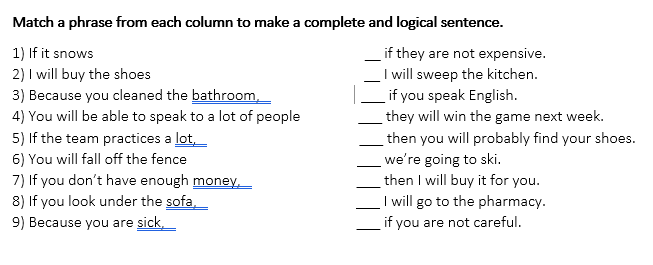 Match a phrase from each column to make a complete and logical sentence.
1) If it snows
2) I will buy the shoes
3) Because you cleaned the bathroom,
4) You will be able to speak to a lot of people
5) If the team practices a lot,
6) You will fall off the fence
7) If you don't have enough money,
8) If you look under the sofa,
9) Because you are sick,
__ if they are not expensive.
__ I will sweep the kitchen.
___ if you speak English.
___ they will win the game next week.
___ then you will probably find your shoes.
___ we're going to ski.
___ then I will buy it for you.
___ I will go to the pharmacy.
___ if you are not careful.